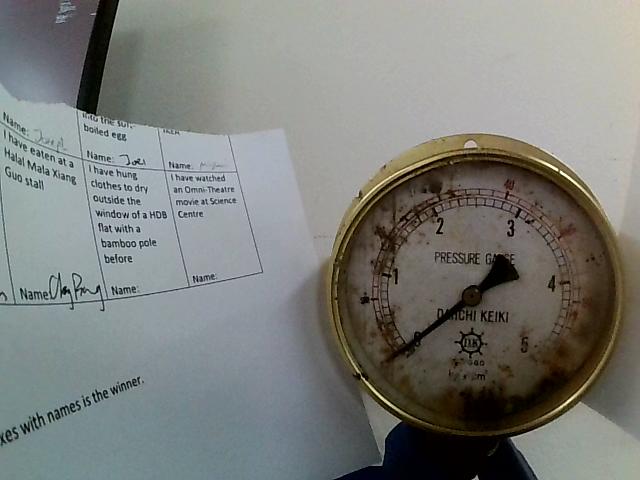 Name: Joseph
into the sun,
boiled egg
Name: Joel
IKEA
Name:
I have eaten at a
Halal Mala Xiang
Guo stall
Name:
I have hung
clothes to dry
outside the
window of a HDB
flat with a
bamboo pole
before
Name:
I have watched
an Omni-Theatre
movie at Science
Centre
Name:
xes with names is the winner.
40
2
3
PRESSURE GAUGE
1
4
DAIICHI KEIKI
0
5
DK